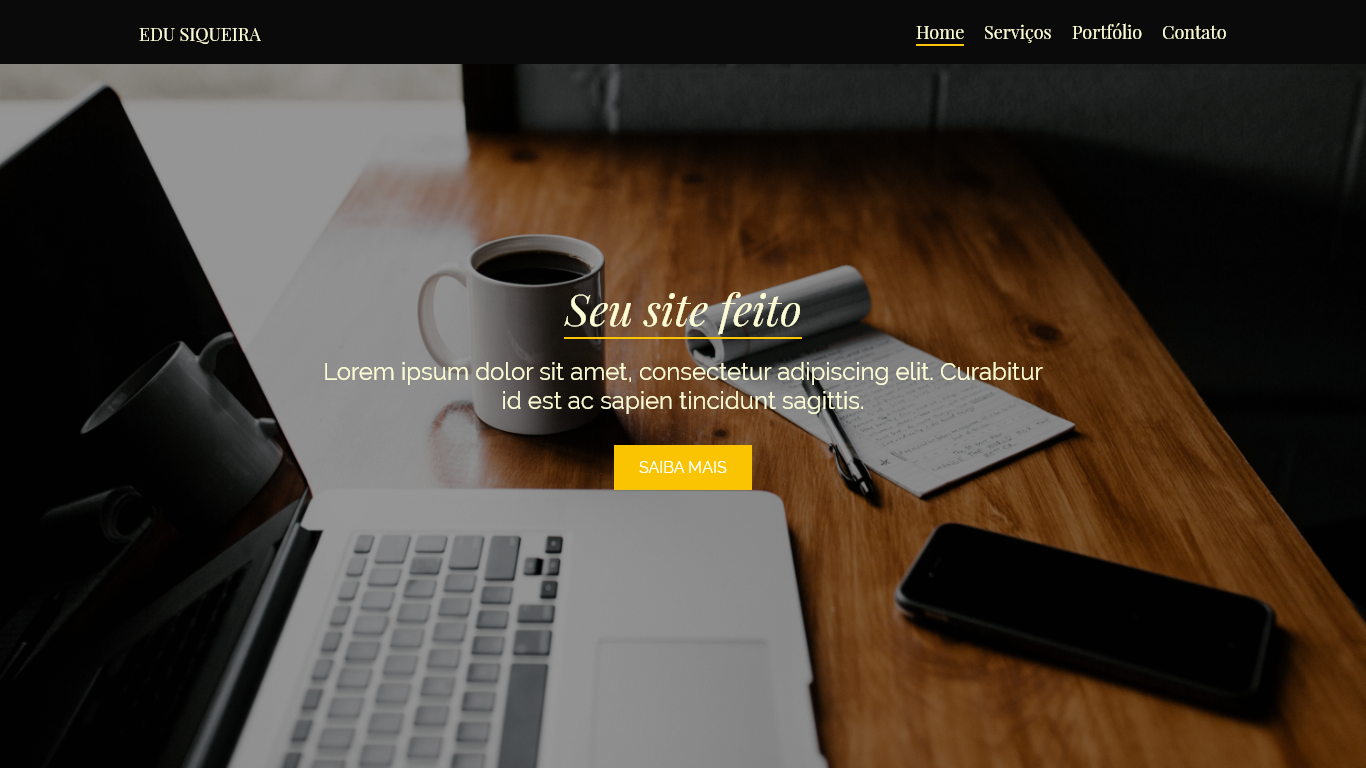 EDU SIQUEIRA
Home Serviços Portfólio Contato
Seu site feito
Lorem ipsum dolor sit amet, consectetur adipiscing elit. Curabitur
id est ac sapien tincidunt sagittis.
SAIBA MAIS